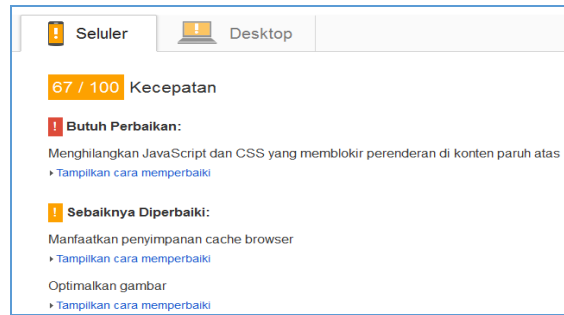 Seluler
Desktop
67 / 100 Kecepatan
! Butuh Perbaikan:
Menghilangkan JavaScript dan CSS yang memblokir perenderan di konten paruh atas
Tampilkan cara memperbaiki
! Sebaiknya Diperbaiki:
Manfaatkan penyimpanan cache browser
Tampilkan cara memperbaiki
Optimalkan gambar
Tampilkan cara memperbaiki